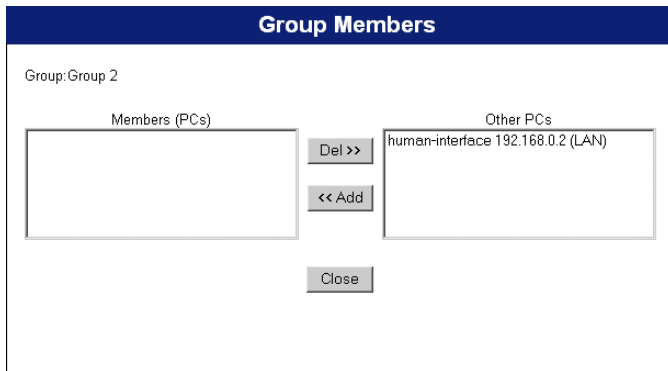 Group Members
Group:Group 2
Members (PCs)
Other PCs
Del >>
human-interface 192.168.0.2 (LAN)
<< Add
Close